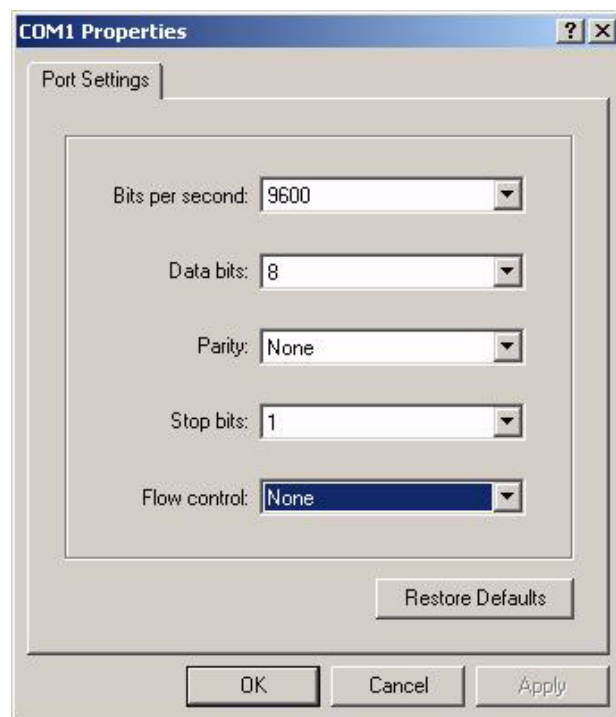 COM1 Properties
Port Settings
Bits per second: 9600
Data bits: 8
Parity: None
Stop bits: 1
Flow control: None
Restore Defaults
OK Cancel Apply